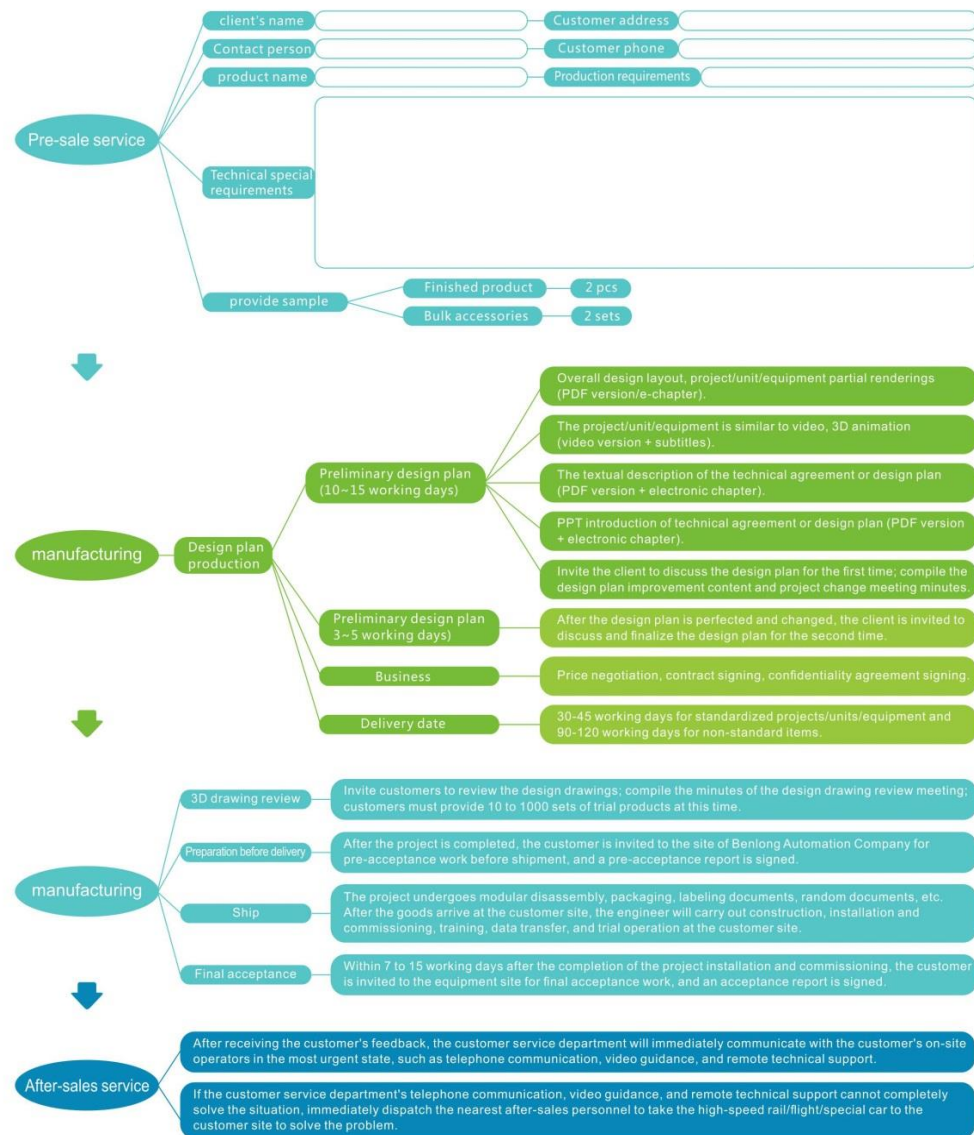 client's name
Customer address
Contact person
Customer phone
product name
Production requirements
Pre-sale service
Technical special
requirements
provide sample
Finished product
2 pcs
Bulk accessories
2 sets
manufacturing
Design plan
production
Preliminary design plan
(10~15 working days)
Overall design layout, project/unit/equipment partial renderings
(PDF version/e-chapter).
The project/unit/equipment is similar to video, 3D animation
(video version + subtitles).
The textual description of the technical agreement or design plan
(PDF version + electronic chapter).
PPT introduction of technical agreement or design plan (PDF version
+ electronic chapter).
Invite the client to discuss the design plan for the first time; compile the
design plan improvement content and project change meeting minutes.
Preliminary design plan
3~5 working days)
After the design plan is perfected and changed, the client is invited to
discuss and finalize the design plan for the second time.
Business
Price negotiation, contract signing, confidentiality agreement signing.
Delivery date
30-45 working days for standardized projects/units/equipment and
90-120 working days for non-standard items.
manufacturing
3D drawing review
Invite customers to review the design drawings; compile the minutes of the design drawing review meeting;
customers must provide 10 to 1000 sets of trial products at this time.
Preparation before delivery
After the project is completed, the customer is invited to the site of Benlong Automation Company for
pre-acceptance work before shipment, and a pre-acceptance report is signed.
Ship
The project undergoes modular disassembly, packaging, labeling documents, random documents, etc.
After the goods arrive at the customer site, the engineer will carry out construction, installation and
commissioning, training, data transfer, and trial operation at the customer site.
Final acceptance
Within 7 to 15 working days after the completion of the project installation and commissioning, the customer
is invited to the equipment site for final acceptance work, and an acceptance report is signed.
After-sales service
After receiving the customer's feedback, the customer service department will immediately communicate with the customer's on-site
operators in the most urgent state, such as telephone communication, video guidance, and remote technical support.
If the customer service department's telephone communication, video guidance, and remote technical support cannot completely
solve the situation, immediately dispatch the nearest after-sales personnel to take the high-speed rail/flight/special car to the
customer site to solve the problem.